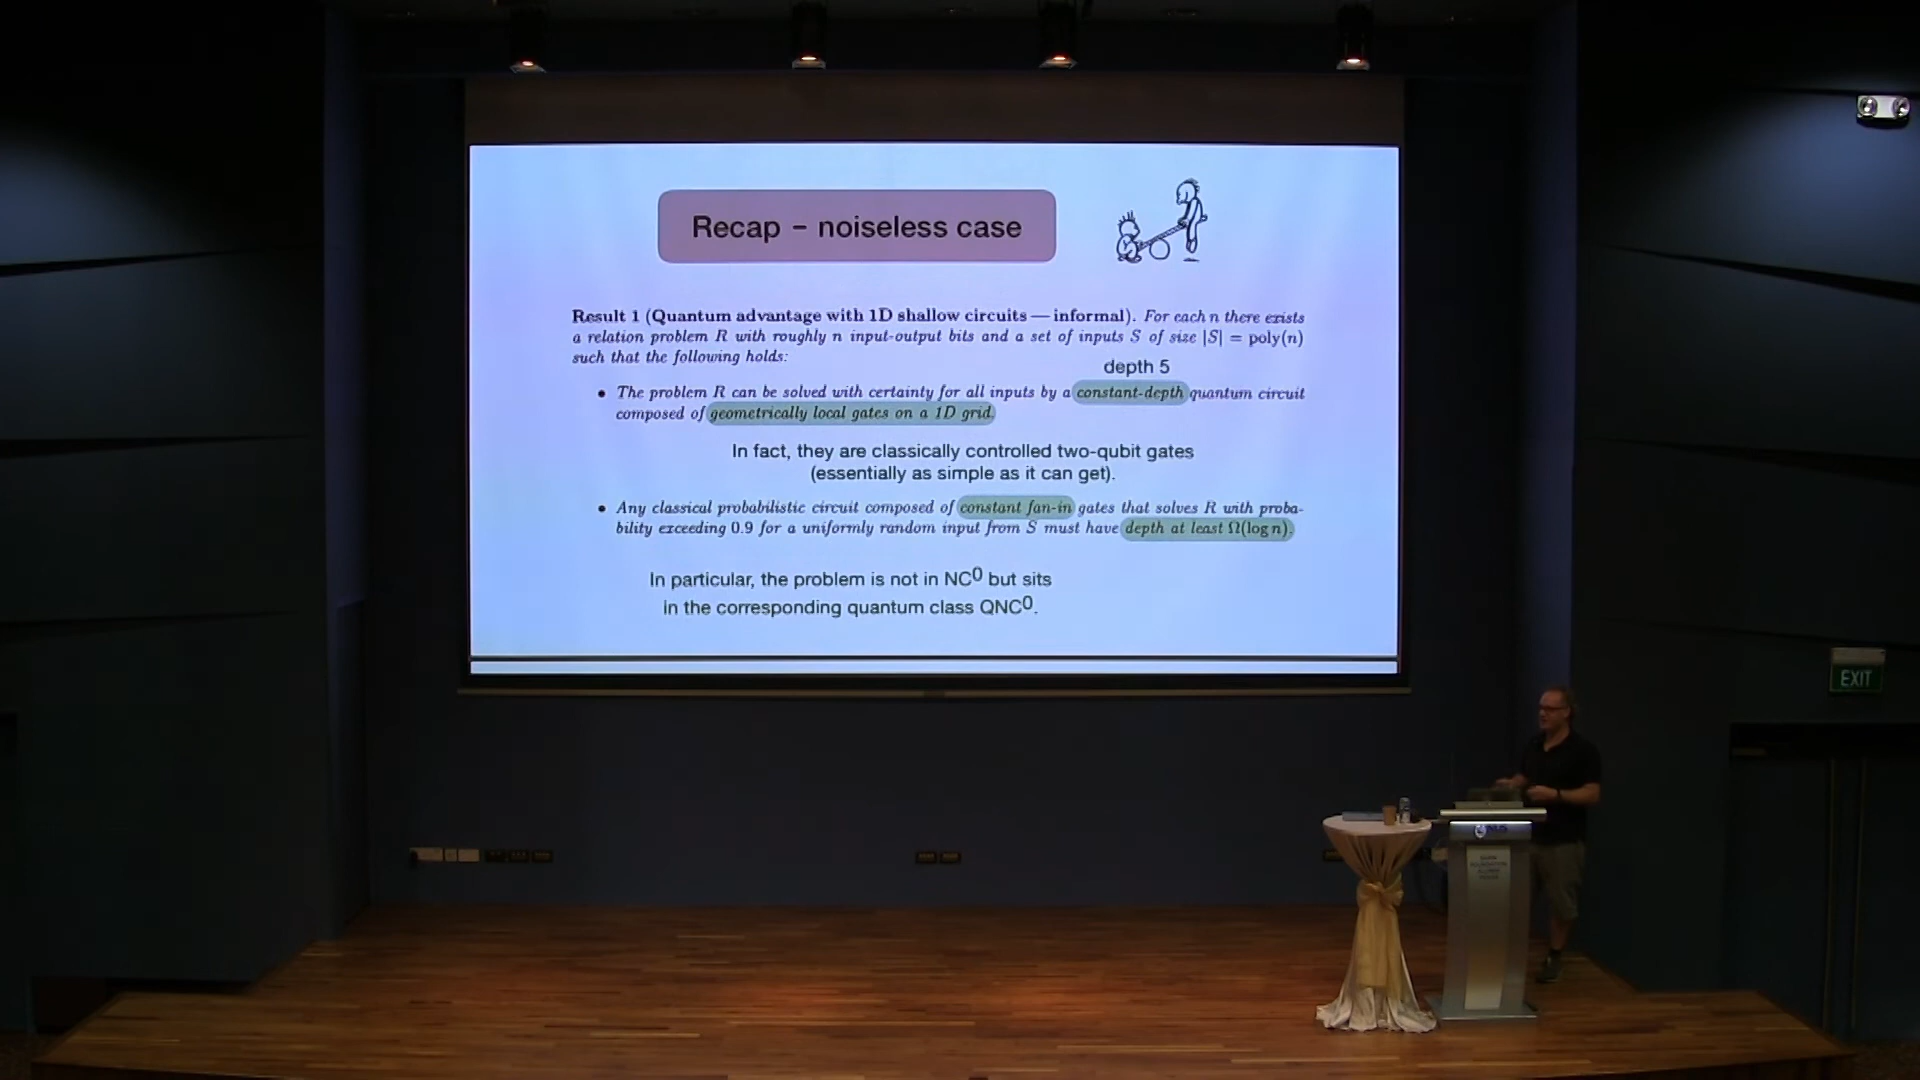 Recap – noiseless case
Result 1 (Quantum advantage with 1D shallow circuits — informal). For each n there exists
a relation problem R with roughly n input-output bits and a set of inputs S of size |S| = poly(n)
such that the following holds:
depth 5
• The problem R can be solved with certainty for all inputs by a constant-depth quantum circuit
composed of geometrically local gates on a 1D grid.
In fact, they are classically controlled two-qubit gates
(essentially as simple as it can get).
• Any classical probabilistic circuit composed of constant fan-in gates that solves R with proba-
bility exceeding 0.9 for a uniformly random input from S must have depth at least Ω(log n).
In particular, the problem is not in NC⁰ but sits
in the corresponding quantum class QNC⁰.
EXIT
NUS